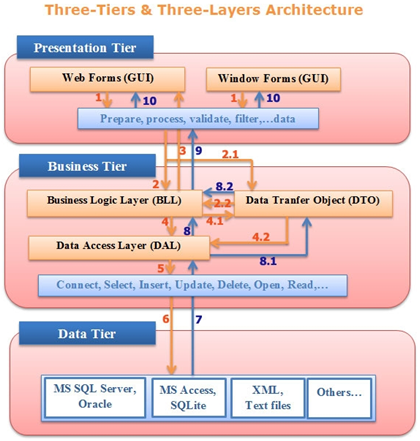 Three-Tiers & Three-Layers Architecture
Presentation Tier
Web Forms (GUI)
Window Forms (GUI)
1
10
1
10
Prepare, process, validate, filter,...data
3
9
2.1
Business Tier
2
8.2
Business Logic Layer (BLL)
2.2
Data Tranfer Object (DTO)
4
8
4.1
4.2
Data Access Layer (DAL)
8.1
5
Connect, Select, Insert, Update, Delete, Open, Read,...
6
7
Data Tier
MS SQL Server,
Oracle
MS Access,
SQLite
XML,
Text files
Others...